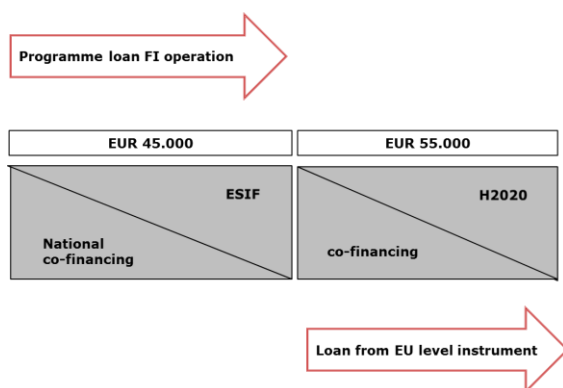 Programme loan FI operation
EUR 45.000
EUR 55.000
ESIF
H2020
National
co-financing
co-financing
Loan from EU level instrument